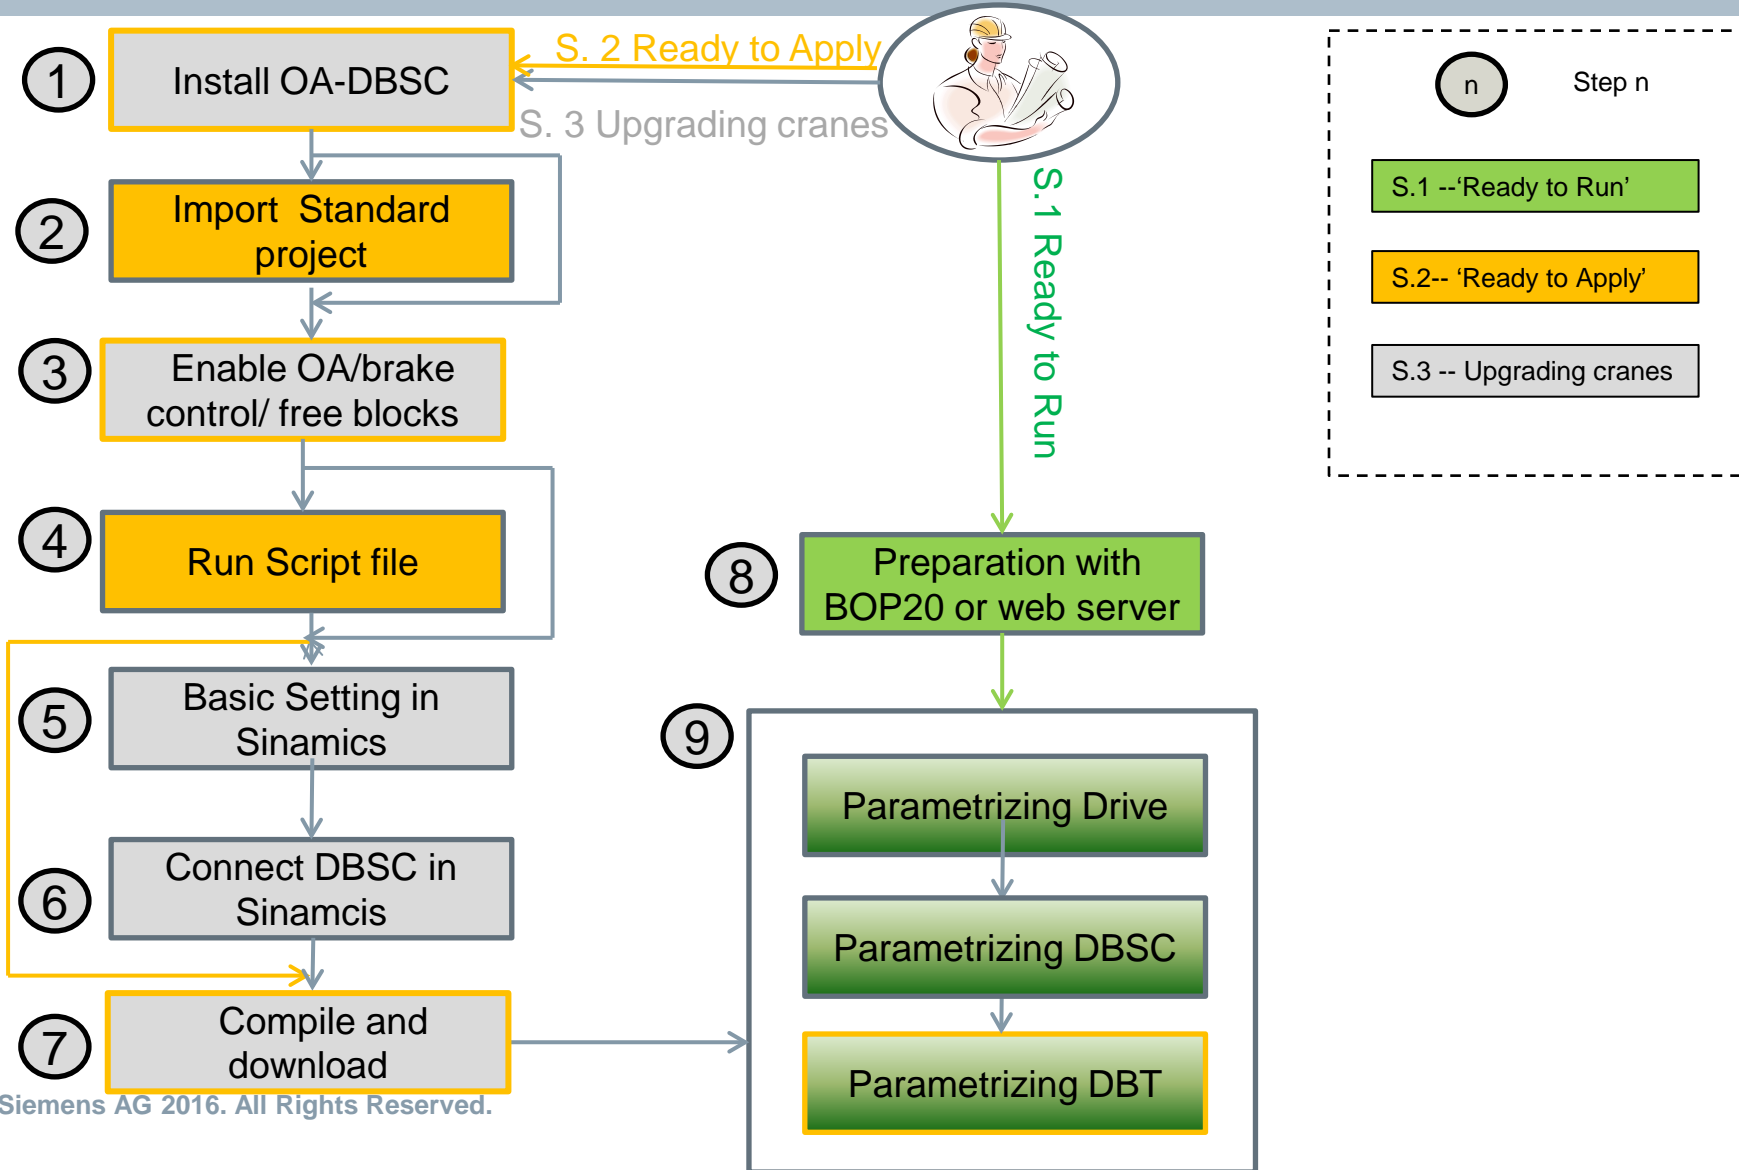 1
Install OA-DBSC
S. 2 Ready to Apply
S. 3 Upgrading cranes
2
Import Standard
project
3
Enable OA/brake
control/ free blocks
4
Run Script file
5
Basic Setting in
Sinamics
6
Connect DBSC in
Sinamcis
7
Compile and
download
Siemens AG 2016. All Rights Reserved.
S.1 Ready to Run
8
Preparation with
BOP20 or web server
9
Parametrizing Drive
Parametrizing DBSC
Parametrizing DBT
n
Step n
S.1 --‘Ready to Run’
S.2-- ‘Ready to Apply’
S.3 -- Upgrading cranes